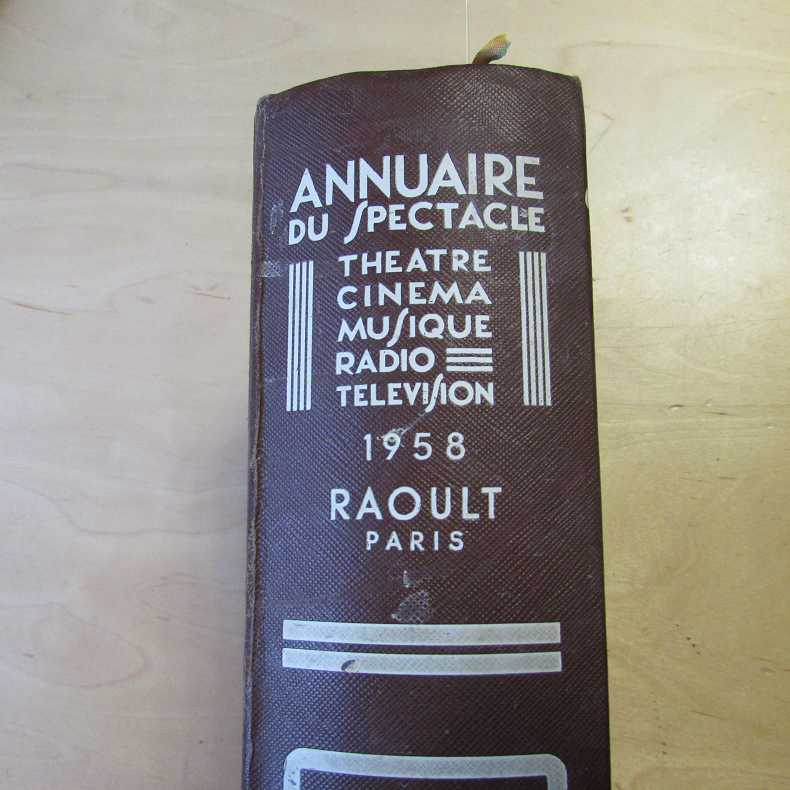 ANNUAIRE
DU SPECTACLE
THEATRE
CINEMA
MUSIQUE
RADIO
TELEVISION
1958
RAOULT
PARIS